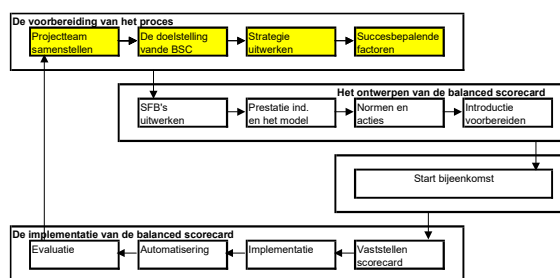 De voorbereiding van het proces
Projectteam
samenstellen
De doelstelling
vande BSC
Strategie
uitwerken
Succesbepalende
factoren
Het ontwerpen van de balanced scorecard
SFB's
uitwerken
Prestatie ind.
en het model
Normen en
acties
Introductie
voorbereiden
Start bijeenkomst
De implementatie van de balanced scorecard
Evaluatie
Automatisering
Implementatie
Vaststellen
scorecard